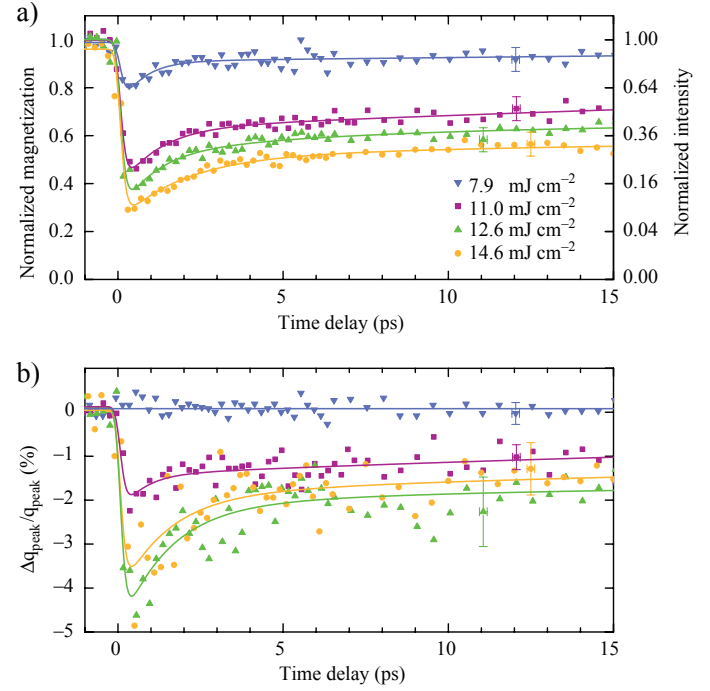 a)
1.0
0.8
0.6
0.4
0.2
0.0
Normalized magnetization
1.00
0.64
0.36
0.16
0.04
0.00
Normalized intensity
7.9 mJ cm⁻²
11.0 mJ cm⁻²
12.6 mJ cm⁻²
14.6 mJ cm⁻²
0 5 10 15
Time delay (ps)
b)
0
−1
−2
−3
−4
−5
Δq_peak/q_peak (%)
0 5 10 15
Time delay (ps)